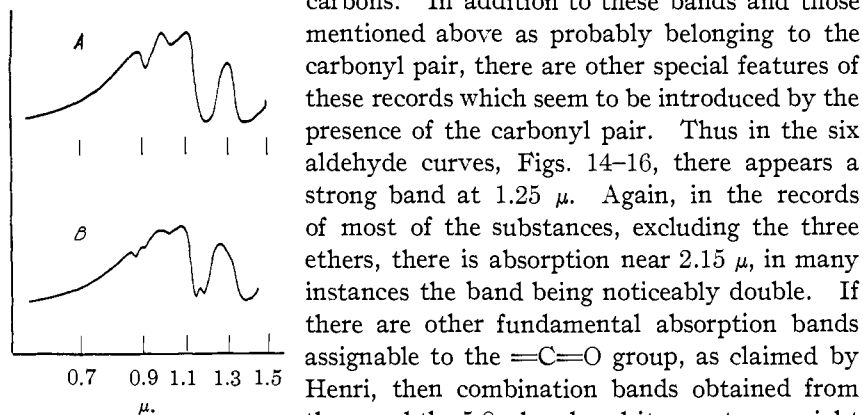 carbons. In addition to these bands and those
mentioned above as probably belonging to the
carbonyl pair, there are other special features of
these records which seem to be introduced by the
presence of the carbonyl pair. Thus in the six
aldehyde curves, Figs. 14–16, there appears a
strong band at 1.25 μ. Again, in the records
of most of the substances, excluding the three
ethers, there is absorption near 2.15 μ, in many
instances the band being noticeably double. If
there are other fundamental absorption bands
assignable to the =C=O group, as claimed by
Henri, then combination bands obtained from
A
B
0.7 0.9 1.1 1.3 1.5
μ.